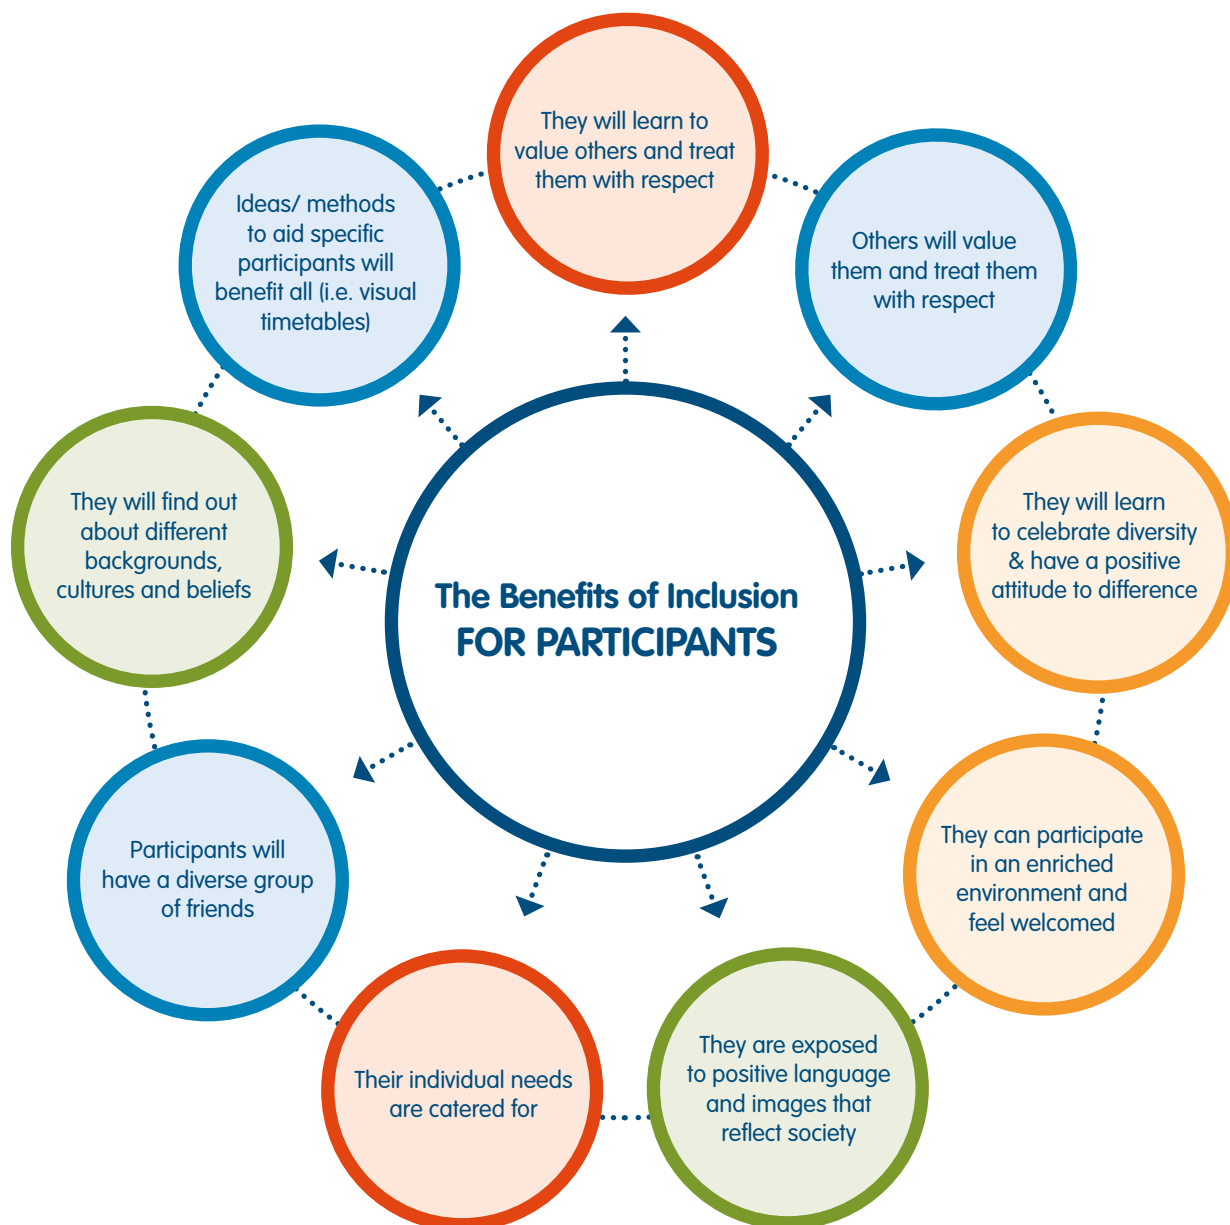 The Benefits of Inclusion
FOR PARTICIPANTS
They will learn to
value others and treat
them with respect
Others will value
them and treat them
with respect
They will learn
to celebrate diversity
& have a positive
attitude to difference
They can participate
in an enriched
environment and
feel welcomed
They are exposed
to positive language
and images that
reflect society
Their individual needs
are catered for
Participants will
have a diverse group
of friends
They will find out
about different
backgrounds,
cultures and beliefs
Ideas/ methods
to aid specific
participants will
benefit all (i.e. visual
timetables)